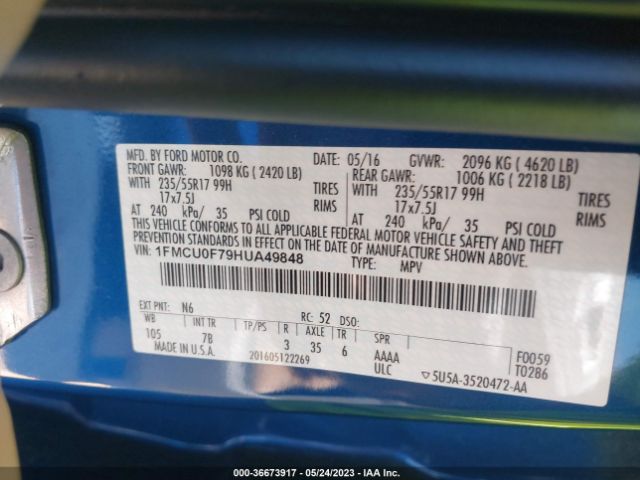 MFD. BY FORD MOTOR CO.
DATE: 05/16 GVWR: 2096 KG ( 4620 LB)
FRONT GAWR: 1098 KG ( 2420 LB)
REAR GAWR: 1006 KG ( 2218 LB)
WITH 235/55R17 99H TIRES
WITH 235/55R17 99H TIRES
17x7.5J RIMS
17x7.5J RIMS
AT 240 kPa/ 35 PSI COLD
AT 240 kPa/ 35 PSI COLD
THIS VEHICLE CONFORMS TO ALL APPLICABLE FEDERAL MOTOR VEHICLE SAFETY AND THEFT
PREVENTION STANDARDS IN EFFECT ON THE DATE OF MANUFACTURE SHOWN ABOVE.
VIN: 1FMCU0F79HUA49848 TYPE: MPV
EXT PNT: N6 RC: 52 DSO:
WB INT TR TP/PS R AXLE TR SPR
105 7B 3 35 6 AAAA F0059
MADE IN U.S.A. 201605122269 ULC T0286
▽5U5A-3520472-AA
000-36673917 - 05/24/2023 - IAA Inc.